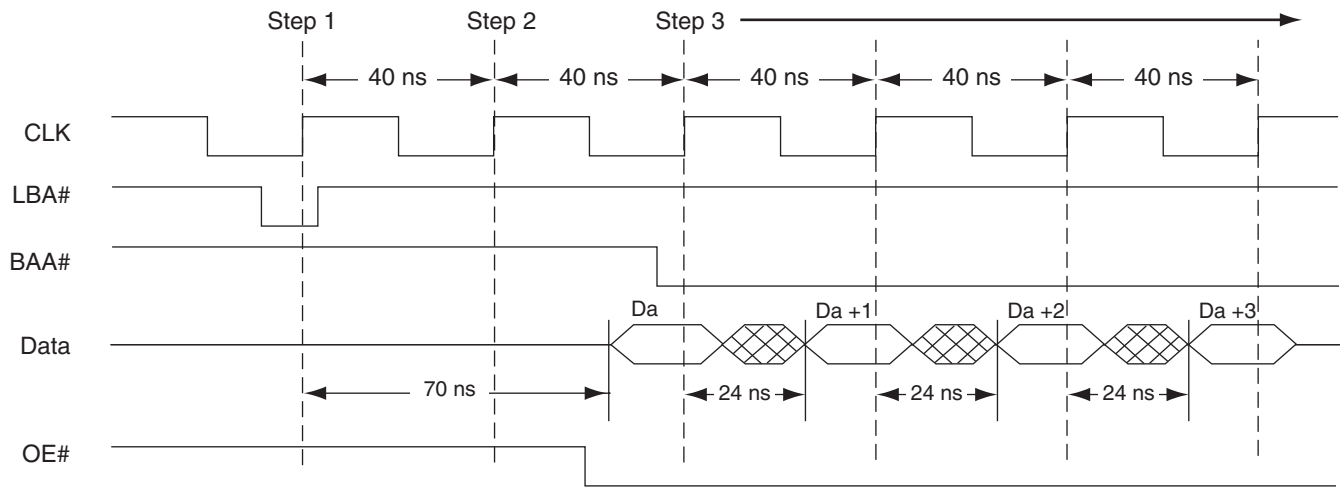 Step 1 Step 2 Step 3
40 ns 40 ns 40 ns 40 ns 40 ns
CLK
LBA#
BAA#
Da Da +1 Da +2 Da +3
Data
70 ns 24 ns 24 ns 24 ns
OE#